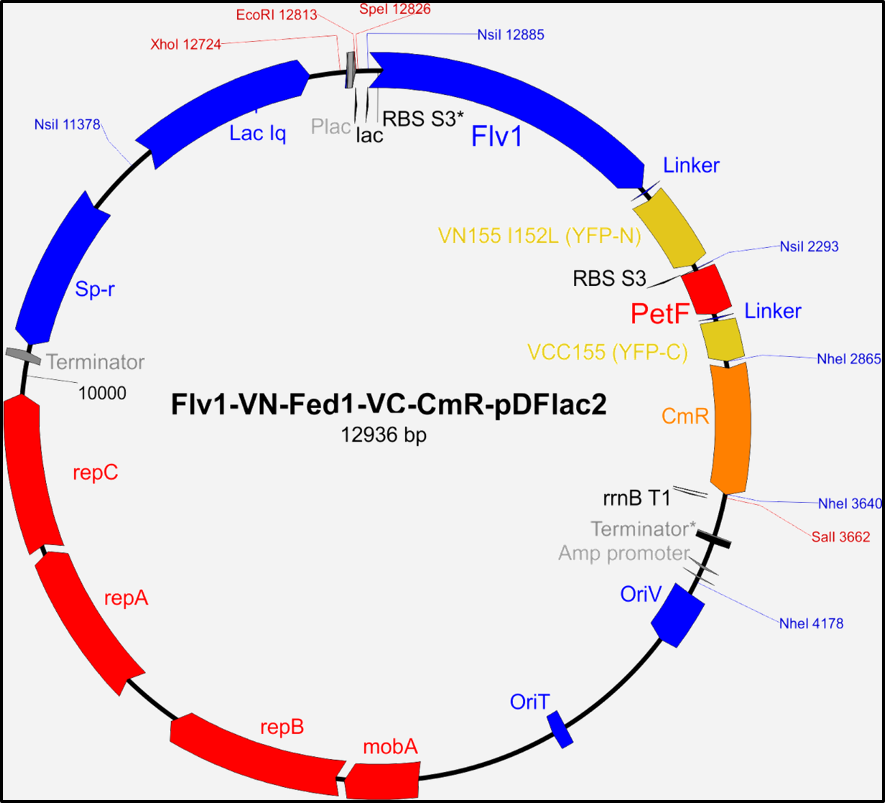 SpeI 12826
EcoRI 12813
NsiI 12885
XhoI 12724
NsiI 11378
Lac Iq
Plac
lac
RBS S3*
Flv1
Linker
VN155 I152L (YFP-N)
NsiI 2293
RBS S3
Sp-r
PetF
Linker
VCC155 (YFP-C)
NheI 2865
Terminator
10000
Flv1-VN-Fed1-VC-CmR-pDFlac2
12936 bp
CmR
repC
rrnB T1
NheI 3640
Terminator*
SalI 3662
Amp promoter
repA
OriV
NheI 4178
OriT
repB
mobA